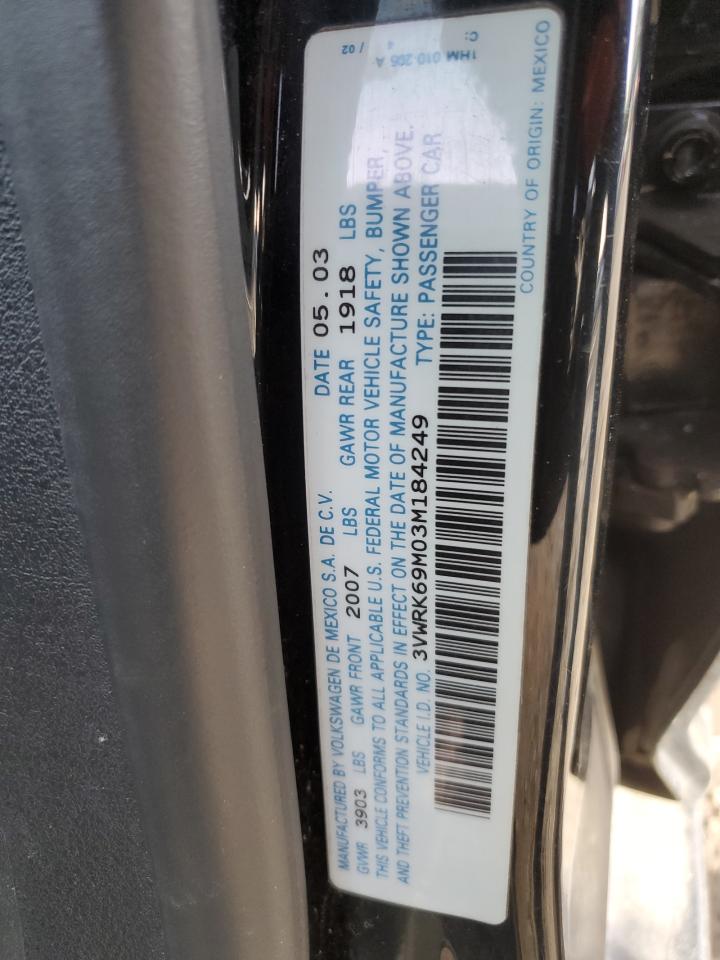 MANUFACTURED BY VOLKSWAGEN DE MEXICO S.A. DE C.V. DATE 05.03
GVWR 3903 LBS GAWR FRONT 2007 LBS GAWR REAR 1918 LBS
THIS VEHICLE CONFORMS TO ALL APPLICABLE U.S. FEDERAL MOTOR VEHICLE SAFETY, BUMPER,
AND THEFT PREVENTION STANDARDS IN EFFECT ON THE DATE OF MANUFACTURE SHOWN ABOVE.
VEHICLE I.D. NO. 3VWRK69M03M184249 TYPE: PASSENGER CAR
COUNTRY OF ORIGIN: MEXICO
1HM 010 205 A
C: 4 / 02